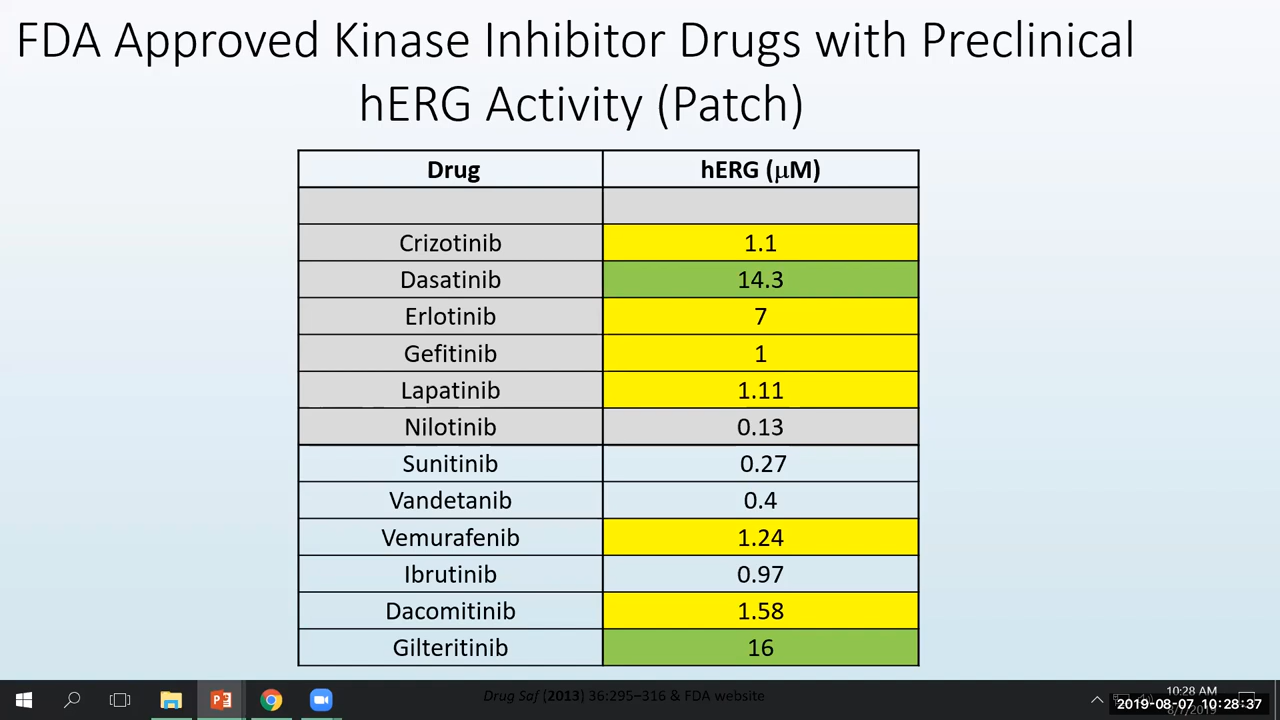 FDA Approved Kinase Inhibitor Drugs with Preclinical
hERG Activity (Patch)
Drug hERG (μM)
Crizotinib 1.1
Dasatinib 14.3
Erlotinib 7
Gefitinib 1
Lapatinib 1.11
Nilotinib 0.13
Sunitinib 0.27
Vandetanib 0.4
Vemurafenib 1.24
Ibrutinib 0.97
Dacomitinib 1.58
Gilteritinib 16
Drug Saf (2013) 36:295–316 & FDA website
10:28 AM
2019-08-07 10:28:37